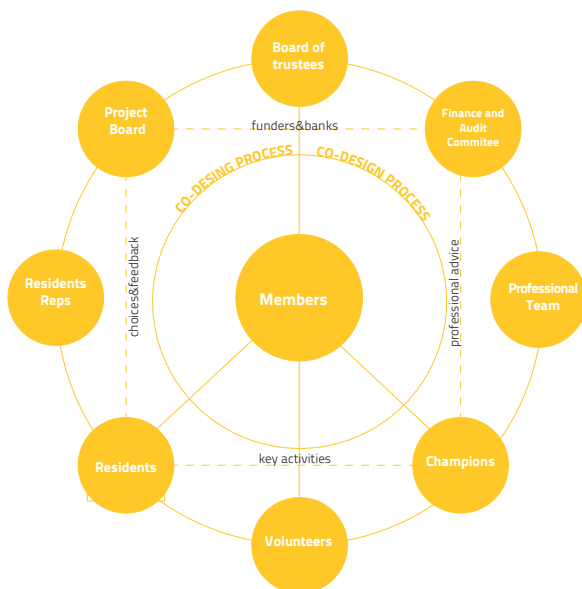 Board of
trustees
Project
Board
Finance and
Audit
Commitee
funders&banks
CO-DESING PROCESS
CO-DESIGN PROCESS
Residents
Reps
choices&feedback
Members
professional advice
Professional
Team
Residents
key activities
Champions
Volunteers